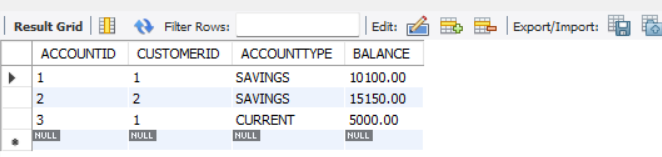 Result Grid Filter Rows: Edit: Export/Import:
ACCOUNTID CUSTOMERID ACCOUNTTYPE BALANCE
1 1 SAVINGS 10100.00
2 2 SAVINGS 15150.00
3 1 CURRENT 5000.00
NULL NULL NULL NULL